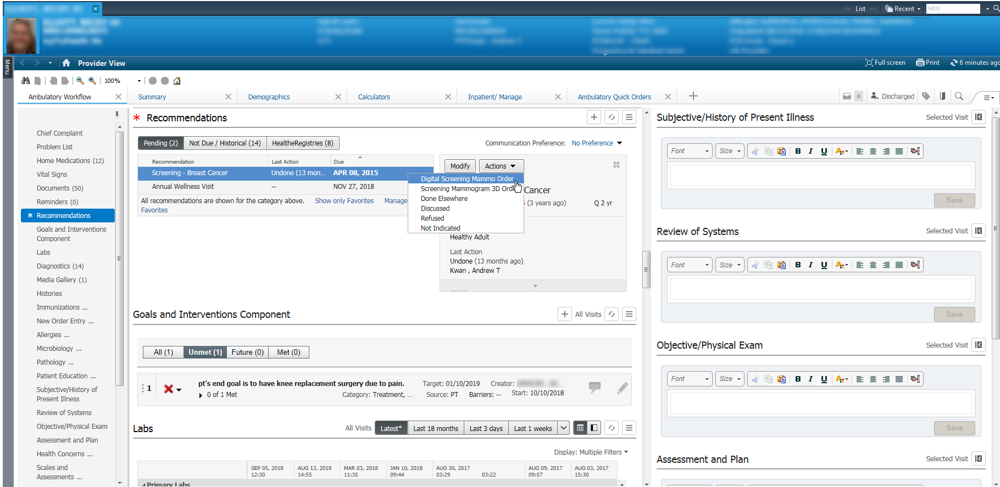 List
Recent
MRN
Menu
Provider View
Full screen
Print
6 minutes ago
100%
Ambulatory Workflow
Summary
Demographics
Calculators
Inpatient/ Manage
Ambulatory Quick Orders
0
Discharged
Chief Complaint
Problem List
Home Medications (12)
Vital Signs
Documents (50)
Reminders (0)
* Recommendations
Goals and Interventions
Component
Labs
Diagnostics (14)
Media Gallery (1)
Histories
Immunizations ...
New Order Entry ...
Allergies ...
Microbiology ...
Pathology ...
Patient Education ...
Subjective/History of
Present Illness
Review of Systems
Objective/Physical Exam
Assessment and Plan
Health Concerns ...
Scales and
Assessments ...
* Recommendations
Pending (2)
Not Due / Historical (14)
HealtheRegistries (8)
Communication Preference: No Preference
Recommendation
Last Action
Due
Screening - Breast Cancer
Undone (13 mon...
APR 08, 2015
Annual Wellness Visit
--
NOV 27, 2018
All recommendations are shown for the category above. Show only Favorites Manage
Favorites
Modify
Actions
Digital Screening Mammo Order
Screening Mammogram 3D Orde
Done Elsewhere
Discussed
Refused
Not Indicated
Cancer
(3 years ago)
Q 2 yr
Healthy Adult
Last Action
Undone (13 months ago)
Kwan , Andrew T
Goals and Interventions Component
All Visits
All (1)
Unmet (1)
Future (0)
Met (0)
1
pt's end goal is to have knee replacement surgery due to pain.
Target: 01/10/2019
Creator:
0 of 1 Met
Category: Treatment, ...
Source: PT
Barriers: --
Start: 10/10/2018
Labs
All Visits
Latest*
Last 18 months
Last 3 days
Last 1 weeks
Display: Multiple Filters
SEP 05, 2018
12:30
AUG 13, 2018
14:55
MAR 03, 2018
11:35
JAN 10, 2018
09:44
AUG 30, 2017
03:29
03:22
AUG 09, 2017
09:57
AUG 03, 2017
15:30
Primary Labs
Subjective/History of Present Illness
Selected Visit
Font
Size
B I U A
Save
Review of Systems
Selected Visit
Font
Size
B I U A
Save
Objective/Physical Exam
Selected Visit
Font
Size
B I U A
Save
Assessment and Plan
Selected Visit